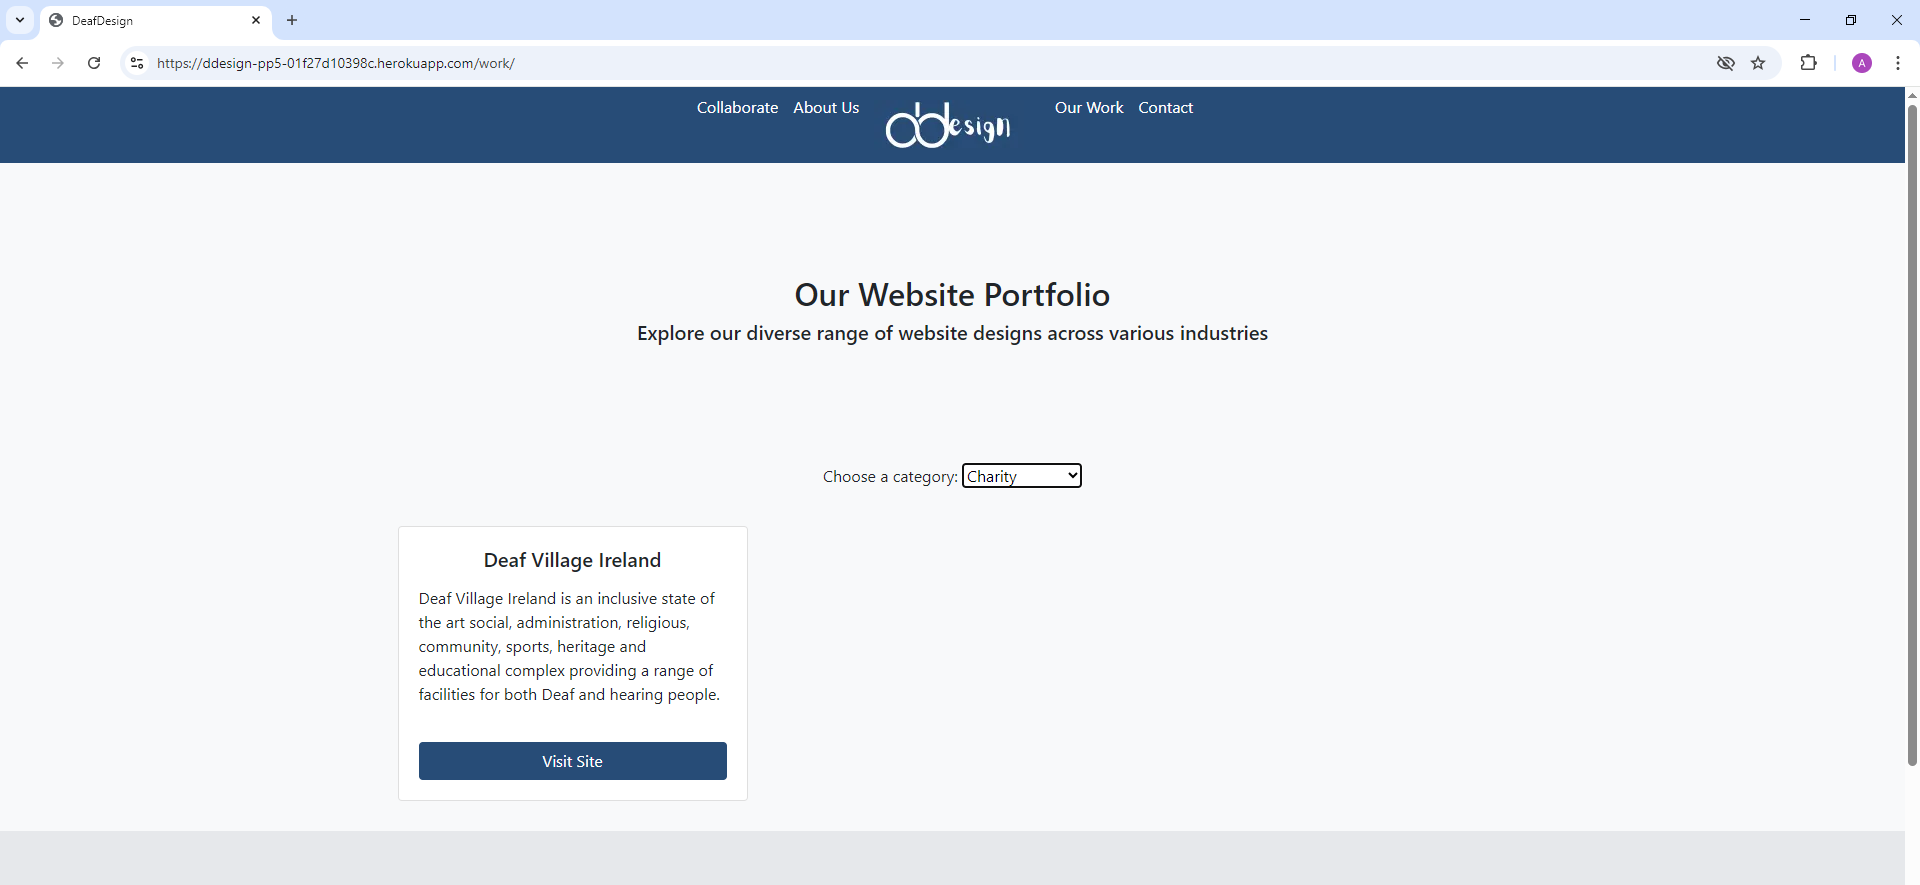 DeafDesign
https://ddesign-pp5-01f27d10398c.herokuapp.com/work/
A
Collaborate About Us dDesign Our Work Contact
Our Website Portfolio
Explore our diverse range of website designs across various industries
Choose a category: Charity
Deaf Village Ireland
Deaf Village Ireland is an inclusive state of
the art social, administration, religious,
community, sports, heritage and
educational complex providing a range of
facilities for both Deaf and hearing people.
Visit Site